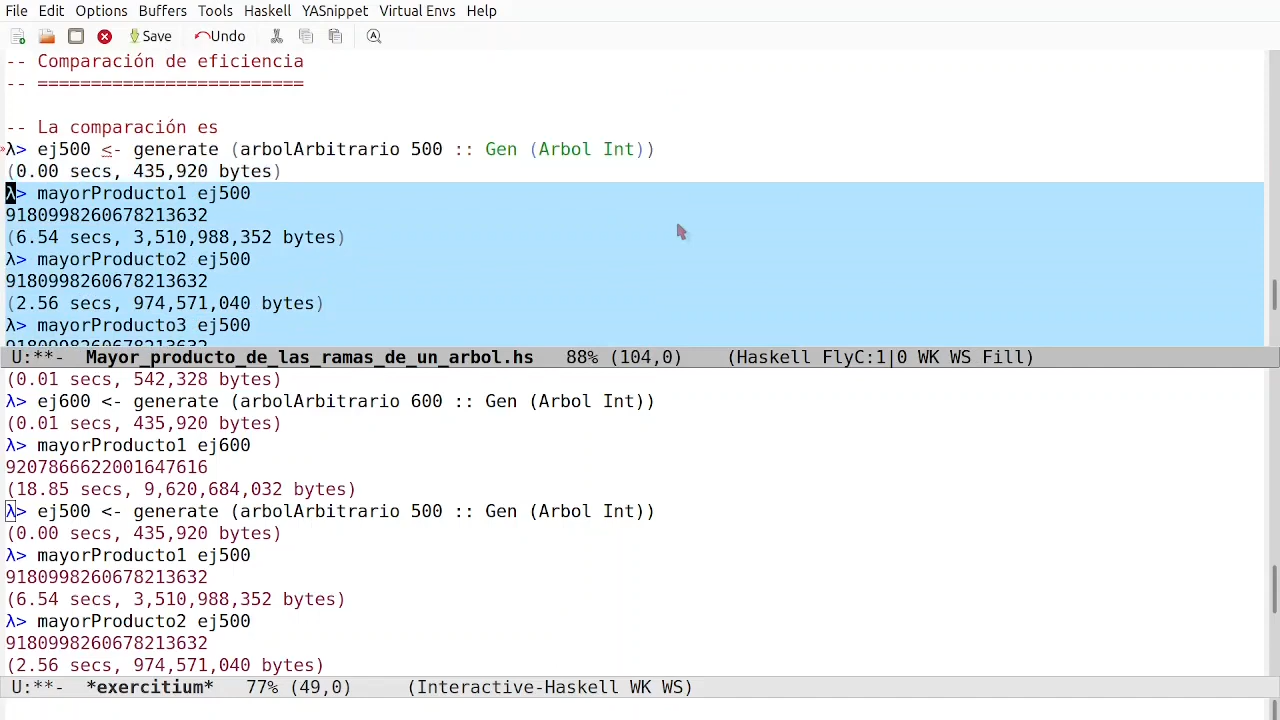 File Edit Options Buffers Tools Haskell YASnippet Virtual Envs Help
Save Undo
-- Comparación de eficiencia
-- =========================
-- La comparación es
λ> ej500 <- generate (arbolArbitrario 500 :: Gen (Arbol Int))
(0.00 secs, 435,920 bytes)
λ> mayorProducto1 ej500
9180998260678213632
(6.54 secs, 3,510,988,352 bytes)
λ> mayorProducto2 ej500
9180998260678213632
(2.56 secs, 974,571,040 bytes)
λ> mayorProducto3 ej500
9180998260678213632
U:**- Mayor_producto_de_las_ramas_de_un_arbol.hs 88% (104,0) (Haskell FlyC:1|0 WK WS Fill)
(0.01 secs, 542,328 bytes)
λ> ej600 <- generate (arbolArbitrario 600 :: Gen (Arbol Int))
(0.01 secs, 435,920 bytes)
λ> mayorProducto1 ej600
9207866622001647616
(18.85 secs, 9,620,684,032 bytes)
λ> ej500 <- generate (arbolArbitrario 500 :: Gen (Arbol Int))
(0.00 secs, 435,920 bytes)
λ> mayorProducto1 ej500
9180998260678213632
(6.54 secs, 3,510,988,352 bytes)
λ> mayorProducto2 ej500
9180998260678213632
(2.56 secs, 974,571,040 bytes)
U:**- *exercitium* 77% (49,0) (Interactive-Haskell WK WS)